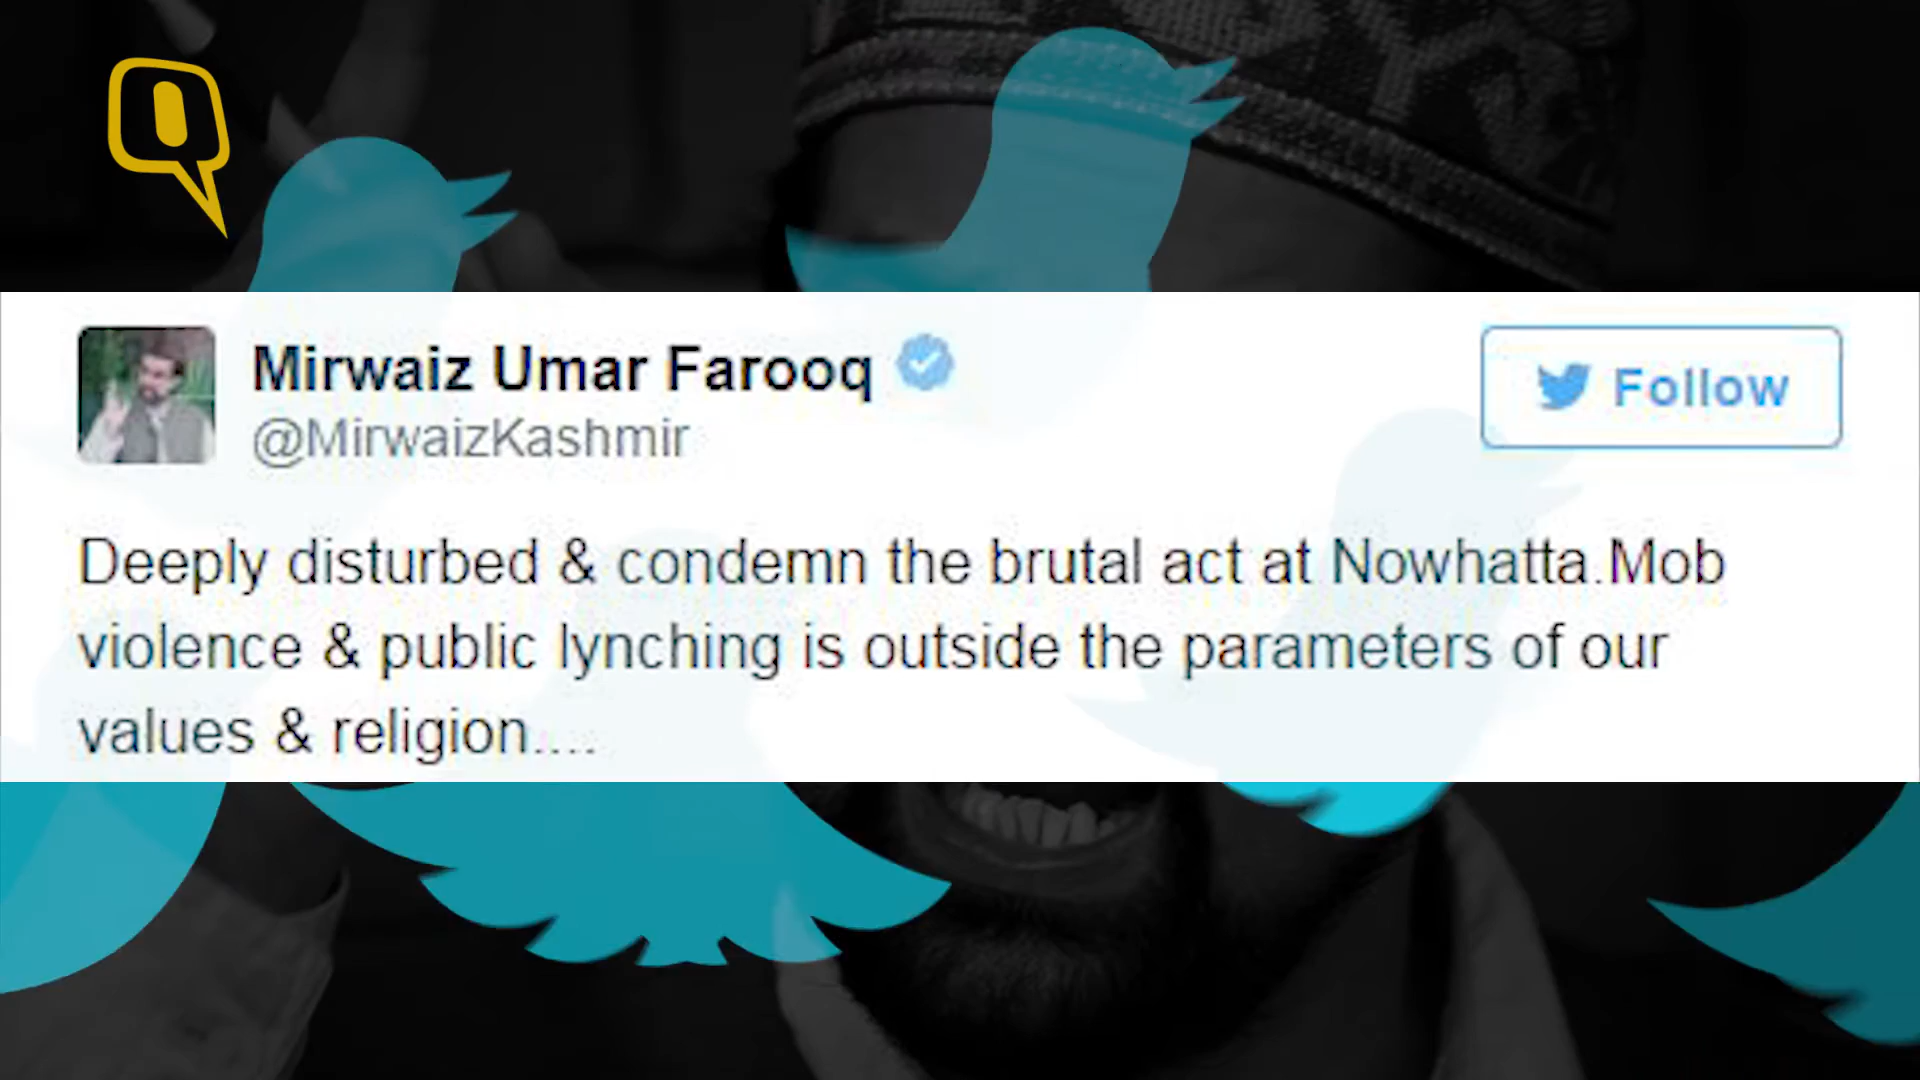 Mirwaiz Umar Farooq
@MirwaizKashmir
Follow
Deeply disturbed & condemn the brutal act at Nowhatta.Mob
violence & public lynching is outside the parameters of our
values & religion....